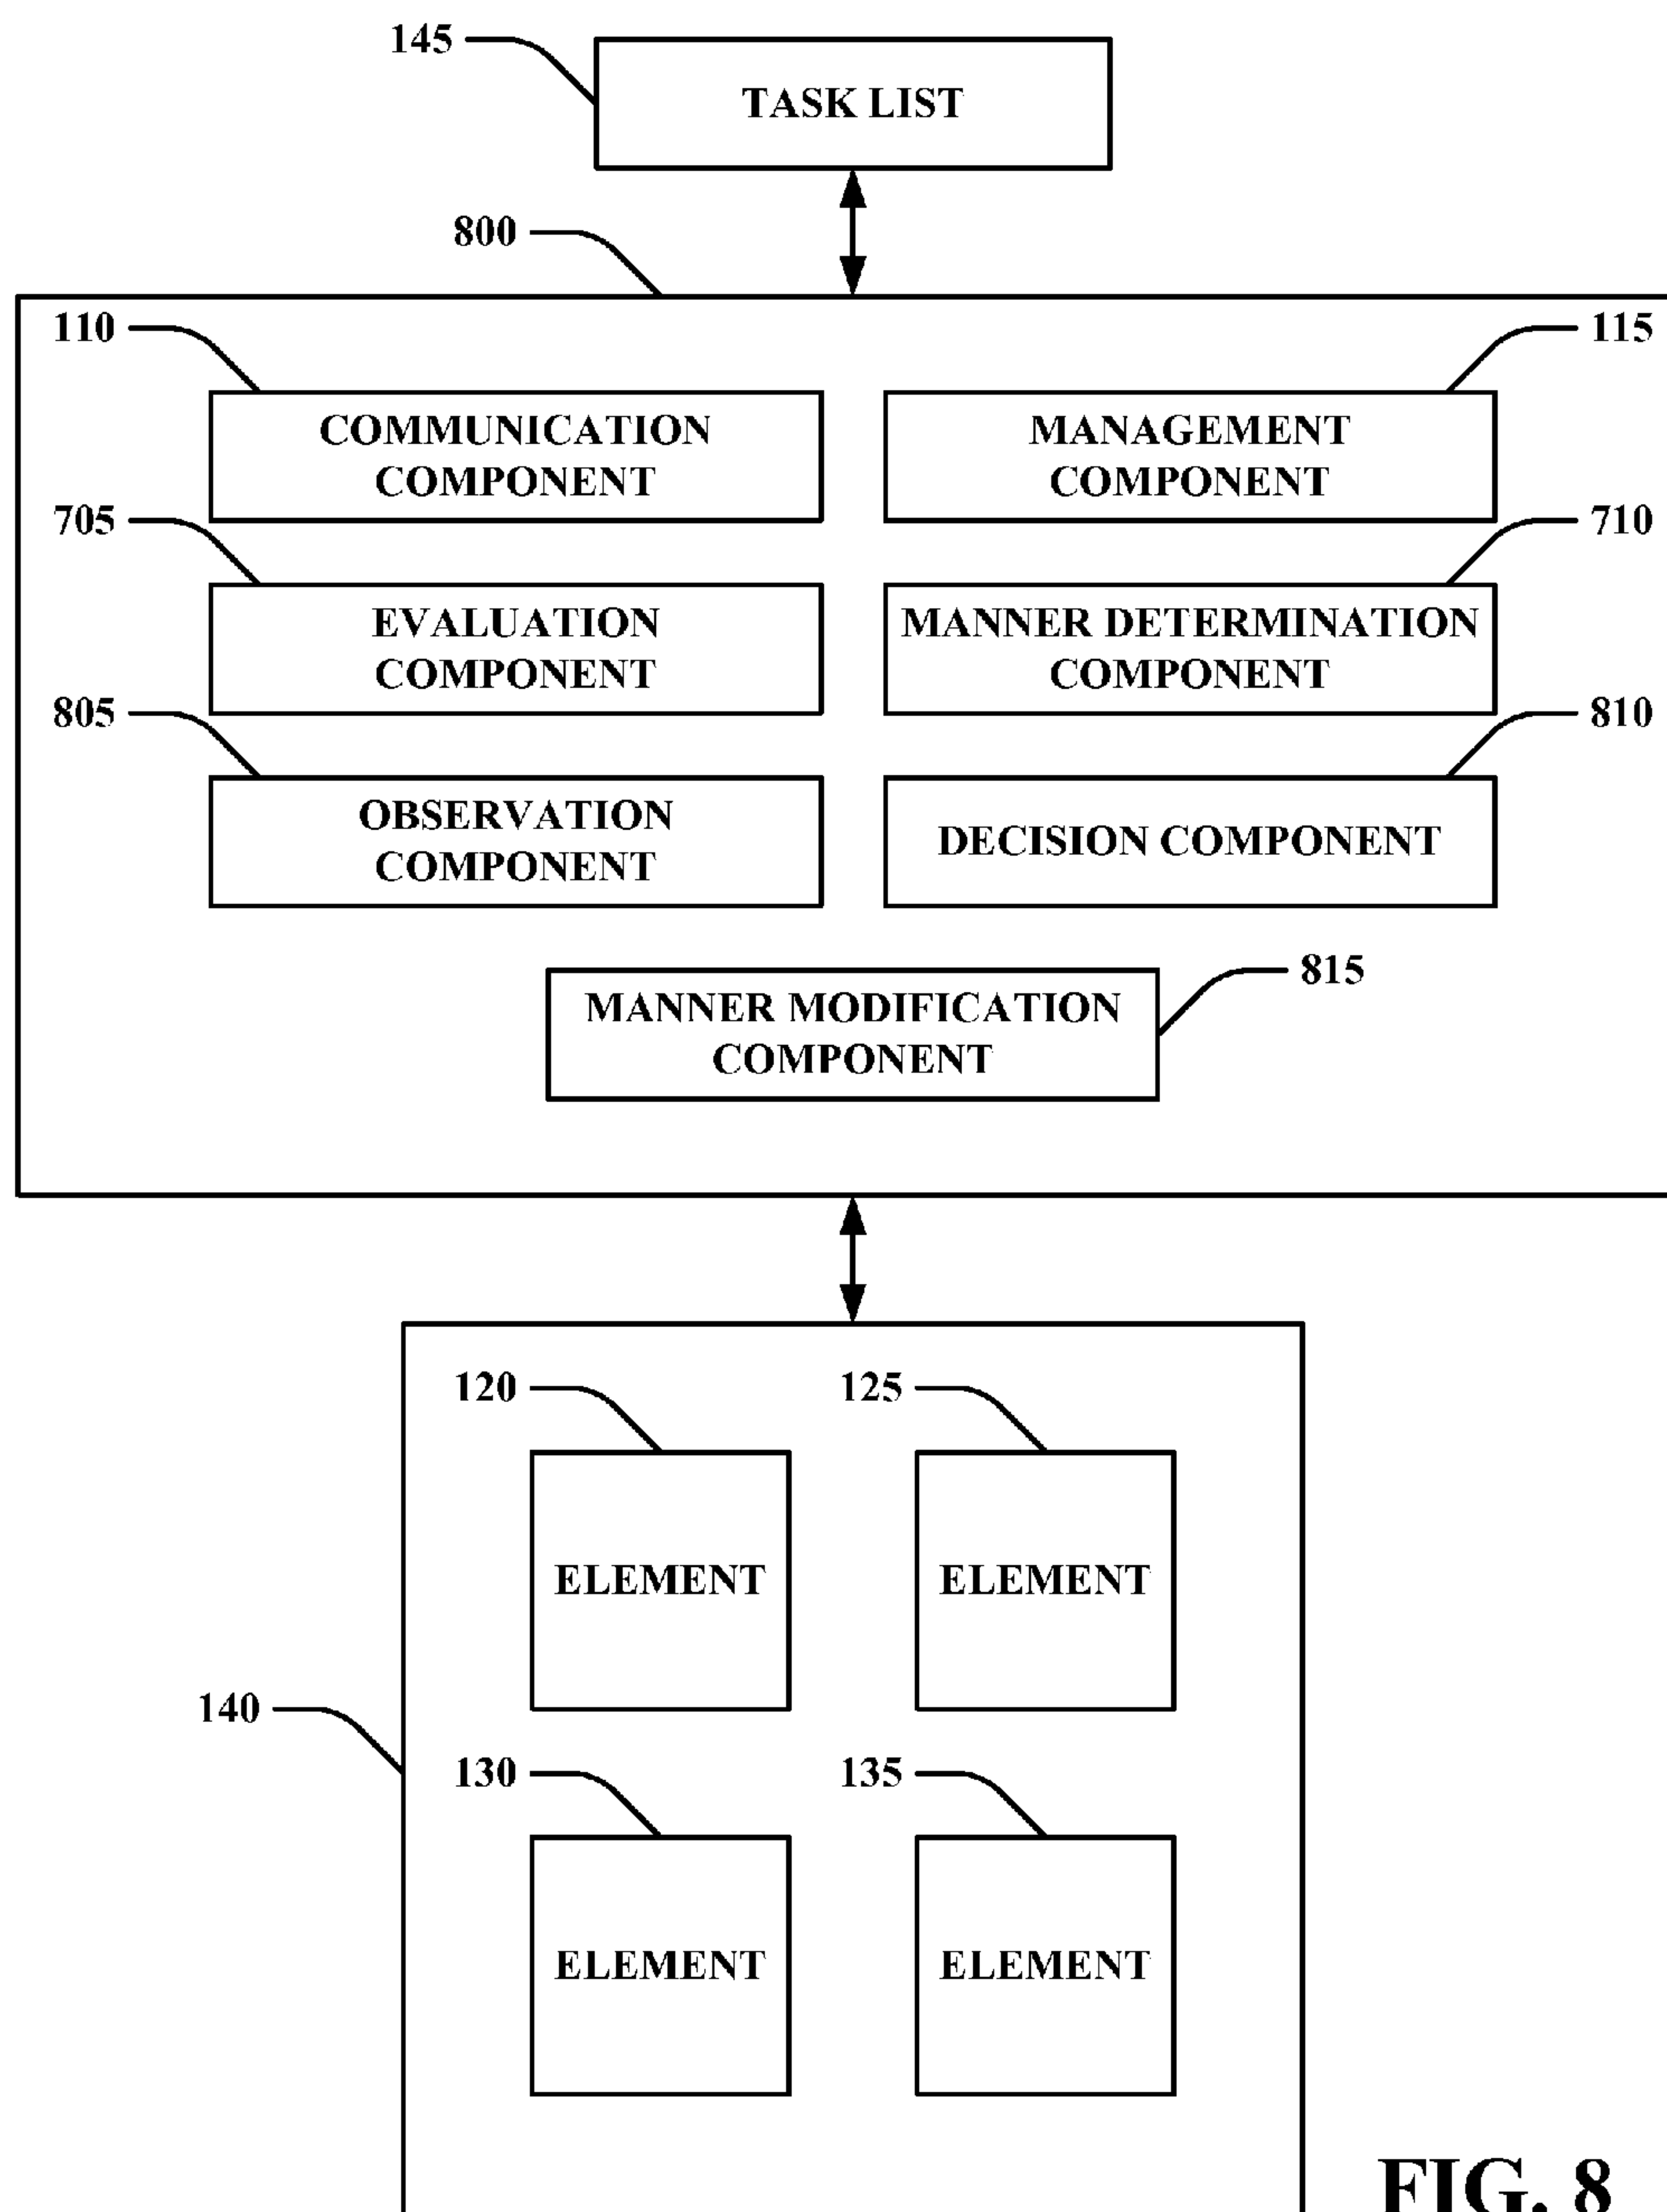 145
TASK LIST
800
110
115
COMMUNICATION
COMPONENT
MANAGEMENT
COMPONENT
705
710
EVALUATION
COMPONENT
MANNER DETERMINATION
COMPONENT
805
810
OBSERVATION
COMPONENT
DECISION COMPONENT
815
MANNER MODIFICATION
COMPONENT
120
125
ELEMENT
ELEMENT
140
130
135
ELEMENT
ELEMENT
FIG. 8